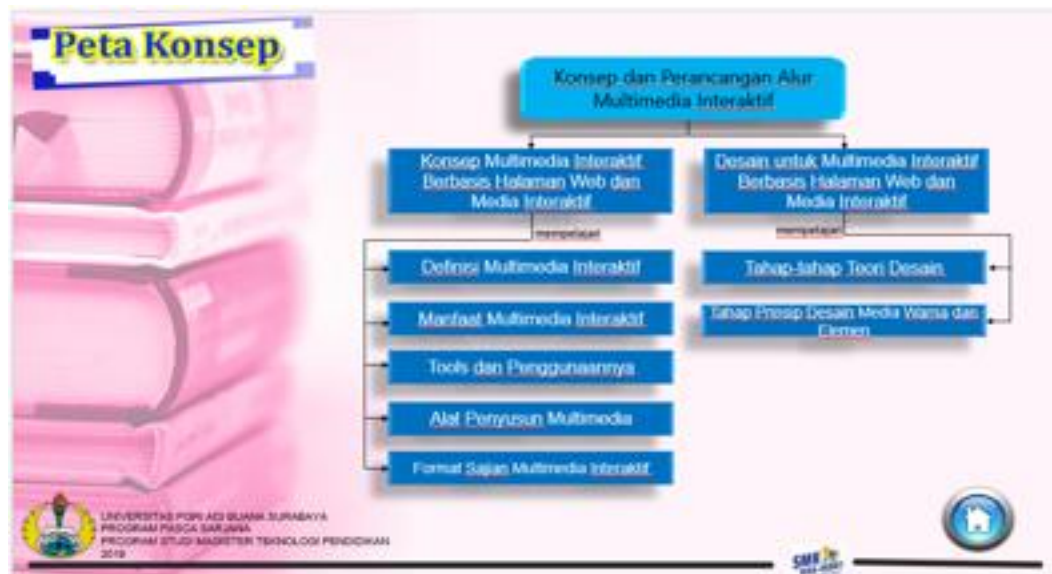 Peta Konsep
Konsep dan Perancangan Alur
Multimedia Interaktif
Konsep Multimedia Interaktif
Berbasis Halaman Web dan
Media Interaktif
Desain untuk Multimedia Interaktif
Berbasis Halaman Web dan
Media Interaktif
mempelajari
mempelajari
Definisi Multimedia Interaktif
Manfaat Multimedia Interaktif
Tools dan Penggunaannya
Alat Penyusun Multimedia
Format Sajian Multimedia Interaktif
Tahap-tahap Teori Desain
Tahap Prisip Desain Media Warna dan
Elemen
UNIVERSITAS PGRI ADI BUANA SURABAYA
PROGRAM PASCA SARJANA
PROGRAM STUDI MAGISTER TEKNOLOGI PENDIDIKAN
2019